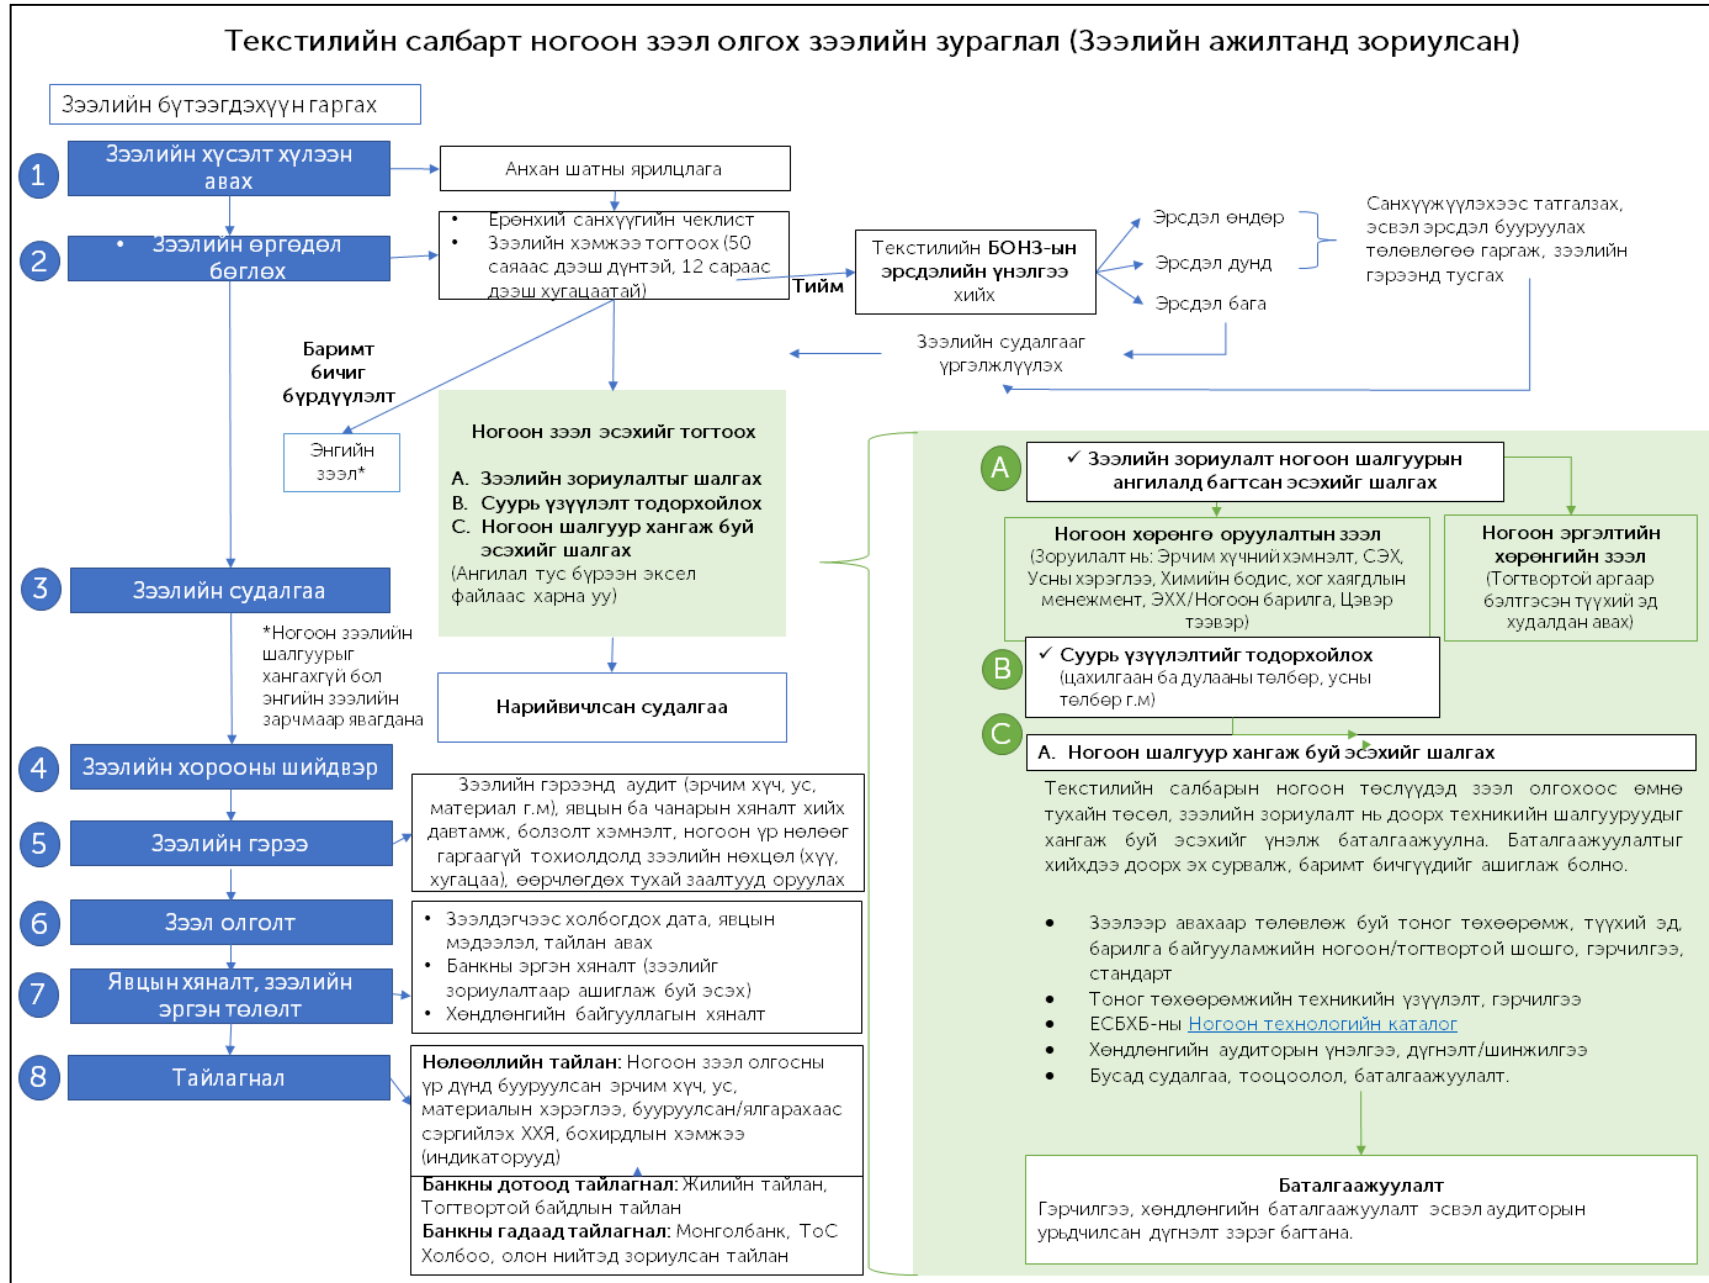 Текстилийн салбарт ногоон зээл олгох зээлийн зураглал (Зээлийн ажилтанд зориулсан)
Зээлийн бүтээгдэхүүн гаргах
1
Зээлийн хүсэлт хүлээн
авах
Анхан шатны ярилцлага
2
• Зээлийн өргөдөл
бөглөх
• Ерөнхий санхүүгийн чеклист
• Зээлийн хэмжээ тогтоох (50
саяаас дээш дүнтэй, 12 сараас
дээш хугацаатай)
Тийм
Текстилийн БОНЗ-ын
эрсдэлийн үнэлгээ
хийх
Эрсдэл өндөр
Эрсдэл дунд
Эрсдэл бага
Санхүүжүүлэхээс татгалзах,
эсвэл эрсдэл бууруулах
төлөвлөгөө гаргаж, зээлийн
гэрээнд тусгах
Зээлийн судалгааг
үргэлжлүүлэх
Баримт
бичиг
бүрдүүлэлт
Энгийн
зээл*
Ногоон зээл эсэхийг тогтоох
A. Зээлийн зориулалтыг шалгах
B. Суурь үзүүлэлт тодорхойлох
C. Ногоон шалгуур хангаж буй
эсэхийг шалгах
(Ангилал тус бүрээн эксел
файлаас харна уу)
3
Зээлийн судалгаа
*Ногоон зээлийн
шалгуурыг
хангахгүй бол
энгийн зээлийн
зарчмаар явагдана
Нарийвичлсан судалгаа
4
Зээлийн хорооны шийдвэр
5
Зээлийн гэрээ
Зээлийн гэрээнд аудит (эрчим хүч, ус,
материал г.м), явцын ба чанарын хяналт хийх
давтамж, болзолт хэмнэлт, ногоон үр нөлөөг
гаргаагүй тохиолдолд зээлийн нөхцөл (хүү,
хугацаа), өөрчлөгдөх тухай заалтууд оруулах
6
Зээл олголт
7
Явцын хяналт, зээлийн
эргэн төлөлт
• Зээлдэгчээс холбогдох дата, явцын
мэдээлэл, тайлан авах
• Банкны эргэн хяналт (зээлийг
зориулалтаар ашиглаж буй эсэх)
• Хөндлөнгийн байгууллагын хяналт
8
Тайлагнал
Нөлөөллийн тайлан: Ногоон зээл олгосны
үр дүнд бууруулсан эрчим хүч, ус,
материалын хэрэглээ, бууруулсан/ялгарахаас
сэргийлэх ХХЯ, бохирдлын хэмжээ
(индикаторууд)
Банкны дотоод тайлагнал: Жилийн тайлан,
Тогтвортой байдлын тайлан
Банкны гадаад тайлагнал: Монголбанк, ТоС
Холбоо, олон нийтэд зориулсан тайлан
A
✓ Зээлийн зориулалт ногоон шалгуурын
ангилалд багтсан эсэхийг шалгах
Ногоон хөрөнгө оруулалтын зээл
(Зоруилалт нь: Эрчим хүчний хэмнэлт, СЭХ,
Усны хэрэглээ, Химийн бодис, хог хаягдлын
менежмент, ЭХХ/Ногоон барилга, Цэвэр
тээвэр)
Ногоон эргэлтийн
хөрөнгийн зээл
(Тогтвортой аргаар
бэлтгэсэн түүхий эд
худалдан авах)
B
✓ Суурь үзүүлэлтийг тодорхойлох
(цахилгаан ба дулааны төлбөр, усны
төлбөр г.м)
C
A. Ногоон шалгуур хангаж буй эсэхийг шалгах
Текстилийн салбарын ногоон төслүүдэд зээл олгохоос өмнө
тухайн төсөл, зээлийн зориулалт нь доорх техникийн шалгууруудыг
хангаж буй эсэхийг үнэлж баталгаажуулна. Баталгаажуулалтыг
хийхдээ доорх эх сурвалж, баримт бичгүүдийг ашиглаж болно.
• Зээлээр авахаар төлөвлөж буй тоног төхөөрөмж, түүхий эд,
барилга байгууламжийн ногоон/тогтвортой шошго, гэрчилгээ,
стандарт
• Тоног төхөөрөмжийн техникийн үзүүлэлт, гэрчилгээ
• ЕСБХБ-ны Ногоон технологийн каталог
• Хөндлөнгийн аудиторын үнэлгээ, дүгнэлт/шинжилгээ
• Бусад судалгаа, тооцоолол, баталгаажуулалт.
Баталгаажуулалт
Гэрчилгээ, хөндлөнгийн баталгаажуулалт эсвэл аудиторын
урьдчилсан дүгнэлт зэрэг багтана.